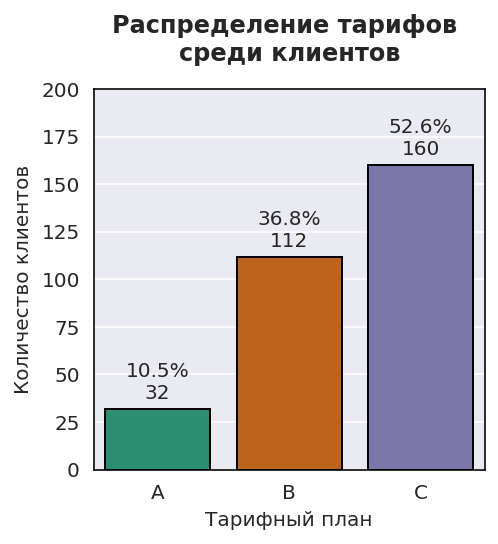 Распределение тарифов
среди клиентов
Количество клиентов
200
175
150
125
100
75
50
25
0
10.5%
32
36.8%
112
52.6%
160
A
B
C
Тарифный план